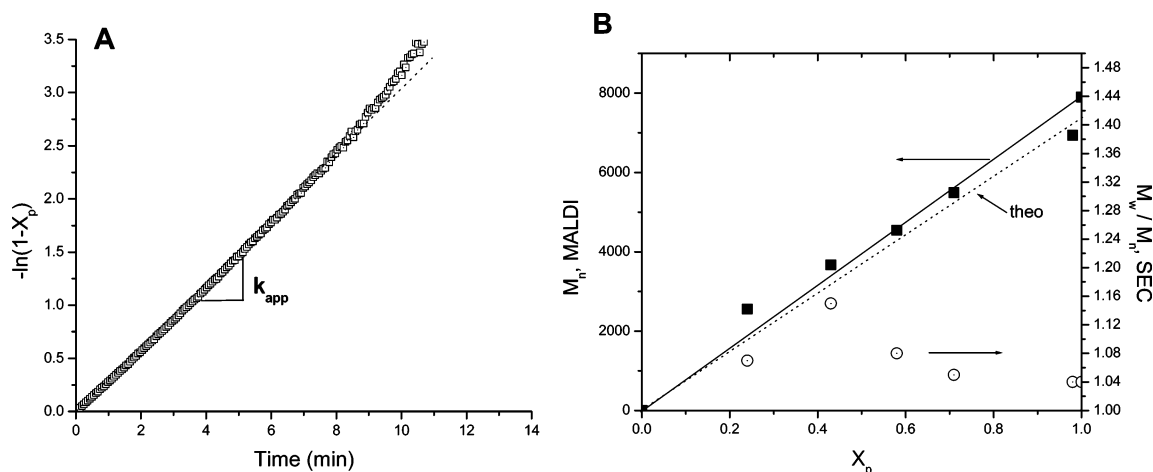 A
3.5
3.0
2.5
2.0
1.5
1.0
0.5
0.0
-ln(1-Xp)
kapp
0 2 4 6 8 10 12 14
Time (min)
B
8000
6000
4000
2000
0
Mn, MALDI
theo
1.48
1.44
1.40
1.36
1.32
1.28
1.24
1.20
1.16
1.12
1.08
1.04
1.00
Mw / Mn, SEC
0.0 0.2 0.4 0.6 0.8 1.0
Xp